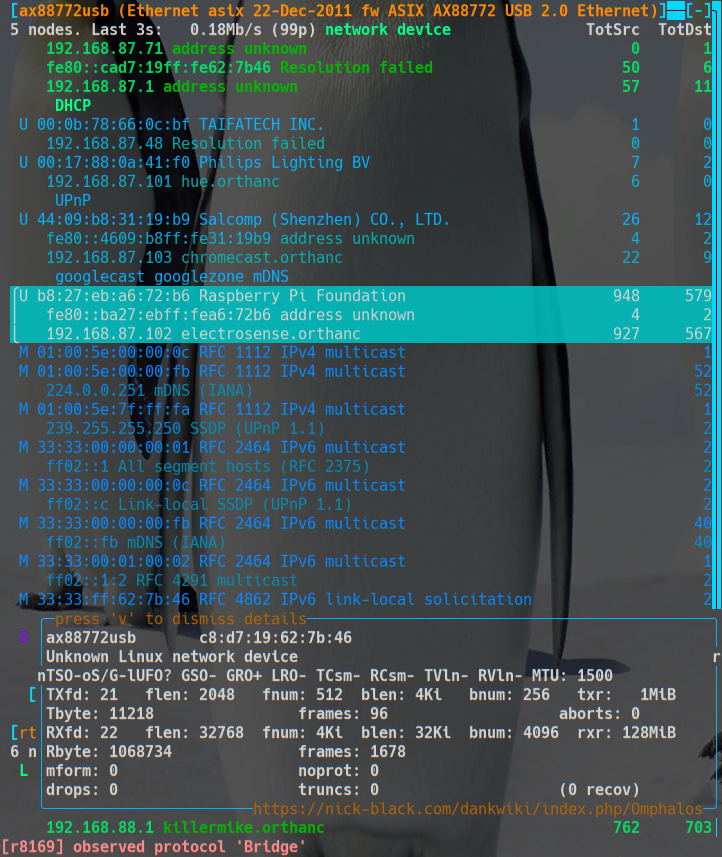 [ax88772usb (Ethernet asix 22-Dec-2011 fw ASIX AX88772 USB 2.0 Ethernet)]─[-]
5 nodes. Last 3s: 0.18Mb/s (99p) network device TotSrc TotDst
192.168.87.71 address unknown 0 1
fe80::cad7:19ff:fe62:7b46 Resolution failed 50 6
192.168.87.1 address unknown 57 11
DHCP
U 00:0b:78:66:0c:bf TAIFATECH INC. 1 0
192.168.87.48 Resolution failed 0 0
U 00:17:88:0a:41:f0 Philips Lighting BV 7 2
192.168.87.101 hue.orthanc 6 0
UPnP
U 44:09:b8:31:19:b9 Salcomp (Shenzhen) CO., LTD. 26 12
fe80::4609:b8ff:fe31:19b9 address unknown 4 2
192.168.87.103 chromecast.orthanc 22 9
googlecast googlezone mDNS
U b8:27:eb:a6:72:b6 Raspberry Pi Foundation 948 579
fe80::ba27:ebff:fea6:72b6 address unknown 4 2
192.168.87.102 electrosense.orthanc 927 567
M 01:00:5e:00:00:0c RFC 1112 IPv4 multicast 1
M 01:00:5e:00:00:fb RFC 1112 IPv4 multicast 52
224.0.0.251 mDNS (IANA) 52
M 01:00:5e:7f:ff:fa RFC 1112 IPv4 multicast 1
239.255.255.250 SSDP (UPnP 1.1) 2
M 33:33:00:00:00:01 RFC 2464 IPv6 multicast 2
ff02::1 All segment hosts (RFC 2375) 2
M 33:33:00:00:00:0c RFC 2464 IPv6 multicast 2
ff02::c Link-local SSDP (UPnP 1.1) 2
M 33:33:00:00:00:fb RFC 2464 IPv6 multicast 40
ff02::fb mDNS (IANA) 40
M 33:33:00:01:00:02 RFC 2464 IPv6 multicast 1
ff02::1:2 RFC 4291 multicast 2
M 33:33:ff:62:7b:46 RFC 4862 IPv6 link-local solicitation 2
press 'v' to dismiss details
B ax88772usb c8:d7:19:62:7b:46
Unknown Linux network device r
nTSO-oS/G-lUFO? GSO- GRO+ LRO- TCsm- RCsm- TVln- RVln- MTU: 1500
[ TXfd: 21 flen: 2048 fnum: 512 blen: 4Ki bnum: 256 txr: 1MiB
Tbyte: 11218 frames: 96 aborts: 0
[rt RXfd: 22 flen: 32768 fnum: 4Ki blen: 32Ki bnum: 4096 rxr: 128MiB
6 n Rbyte: 1068734 frames: 1678
L mform: 0 noprot: 0
drops: 0 truncs: 0 (0 recov)
https://nick-black.com/dankwiki/index.php/Omphalos
192.168.88.1 killermike.orthanc 762 703
[r8169] observed protocol 'Bridge'